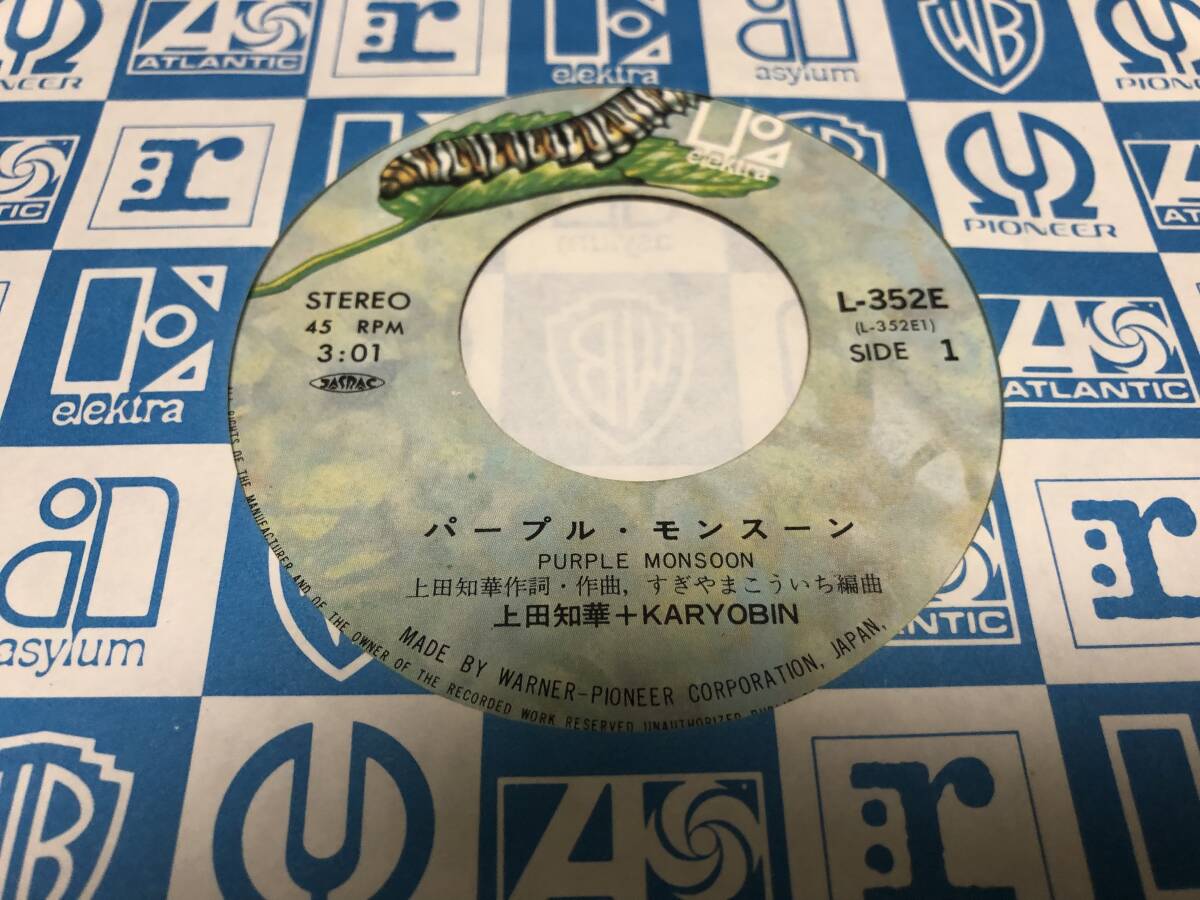 PIONEER
ATLANTIC
elektra
asylum
WB
PIONEER
elektra
STEREO
45 RPM
3:01
JASRAC
L-352E
(L-352E1)
SIDE 1
PIONEER
ATLANTIC
elektra
asylum
パープル・モンスーン
PURPLE MONSOON
上田知華作詞・作曲, すぎやまこういち編曲
上田知華+KARYOBIN
MADE BY WARNER-PIONEER CORPORATION, JAPAN,
ALL RIGHTS OF THE MANUFACTURER AND OF THE OWNER OF THE RECORDED WORK RESERVED UNAUTHORIZED